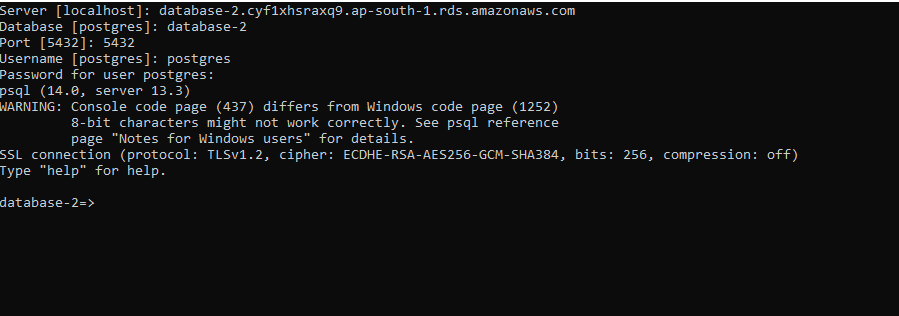 Server [localhost]: database-2.cyf1xhsraxq9.ap-south-1.rds.amazonaws.com
Database [postgres]: database-2
Port [5432]: 5432
Username [postgres]: postgres
Password for user postgres:
psql (14.0, server 13.3)
WARNING: Console code page (437) differs from Windows code page (1252)
         8-bit characters might not work correctly. See psql reference
         page "Notes for Windows users" for details.
SSL connection (protocol: TLSv1.2, cipher: ECDHE-RSA-AES256-GCM-SHA384, bits: 256, compression: off)
Type "help" for help.
database-2=>